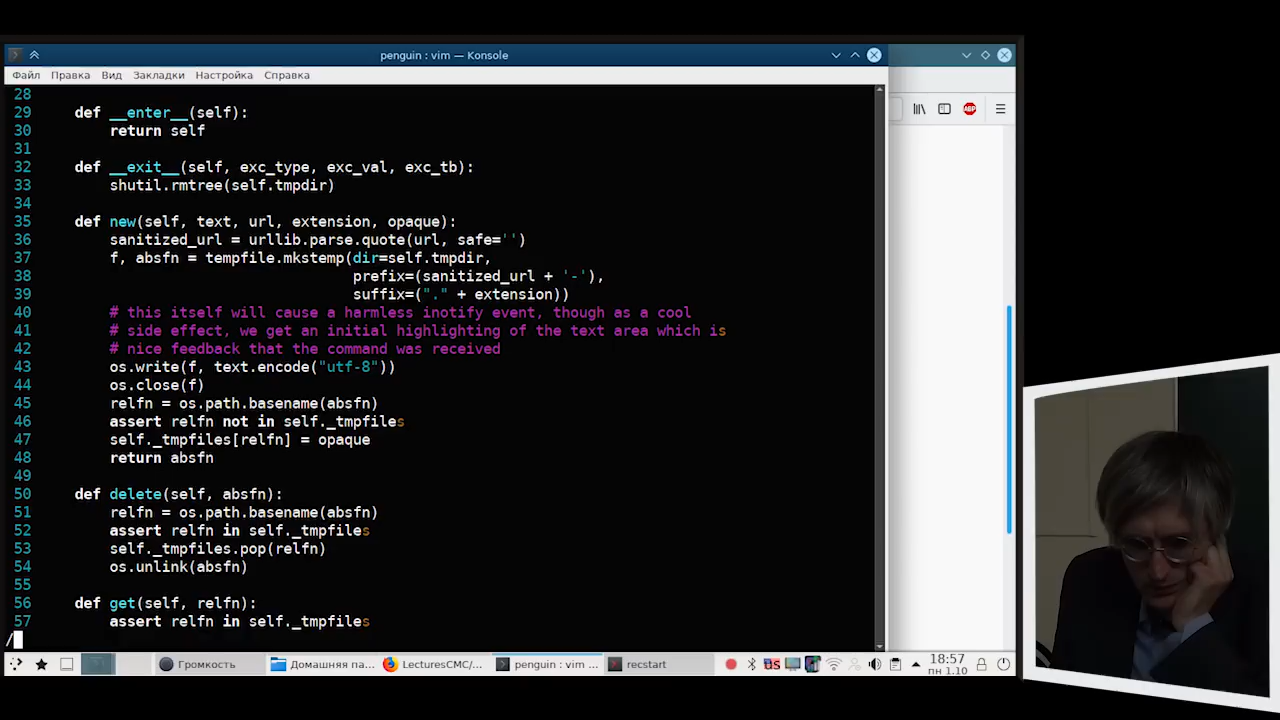 penguin : vim — Konsole
Файл Правка Вид Закладки Настройка Справка
28
29 def __enter__(self):
30 return self
31
32 def __exit__(self, exc_type, exc_val, exc_tb):
33 shutil.rmtree(self.tmpdir)
34
35 def new(self, text, url, extension, opaque):
36 sanitized_url = urllib.parse.quote(url, safe='')
37 f, absfn = tempfile.mkstemp(dir=self.tmpdir,
38 prefix=(sanitized_url + '-'),
39 suffix=("." + extension))
40 # this itself will cause a harmless inotify event, though as a cool
41 # side effect, we get an initial highlighting of the text area which is
42 # nice feedback that the command was received
43 os.write(f, text.encode("utf-8"))
44 os.close(f)
45 relfn = os.path.basename(absfn)
46 assert relfn not in self._tmpfiles
47 self._tmpfiles[relfn] = opaque
48 return absfn
49
50 def delete(self, absfn):
51 relfn = os.path.basename(absfn)
52 assert relfn in self._tmpfiles
53 self._tmpfiles.pop(relfn)
54 os.unlink(absfn)
55
56 def get(self, relfn):
57 assert relfn in self._tmpfiles
/
ABP
Громкость
Домашняя па...
LecturesCMC/...
penguin : vim ...
recstart
US
18:57
пн 1.10